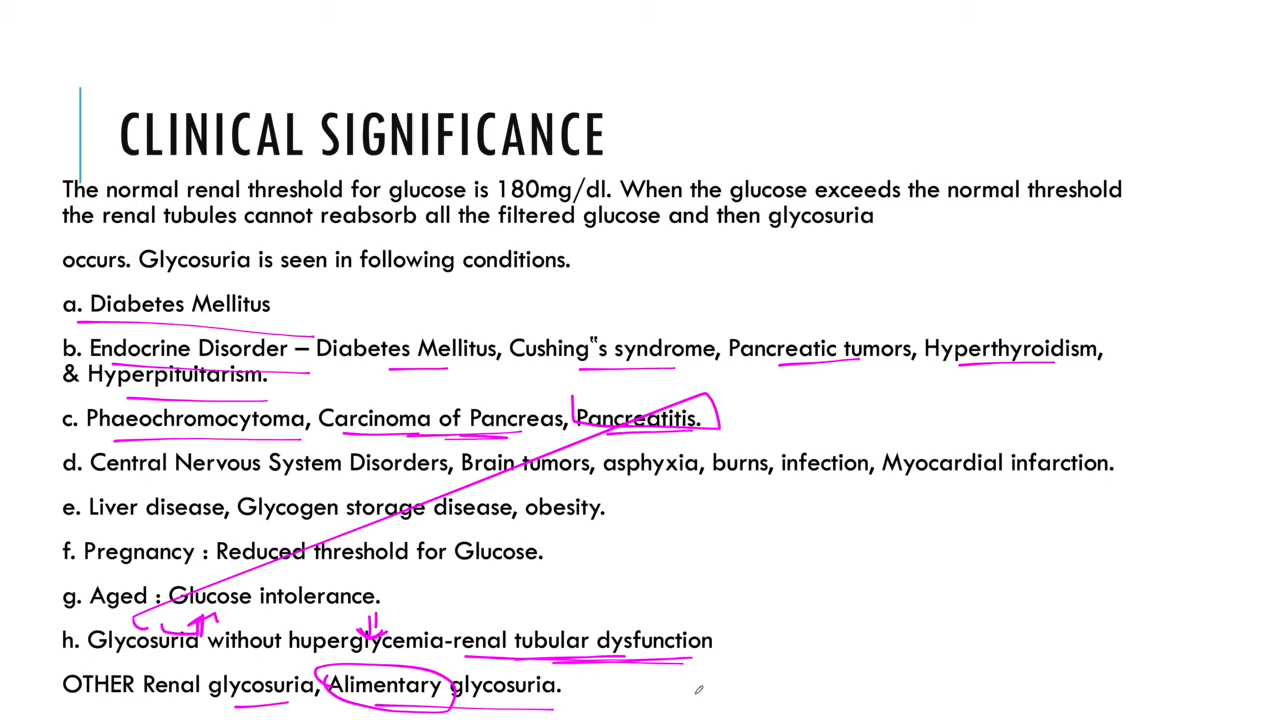 CLINICAL SIGNIFICANCE
The normal renal threshold for glucose is 180mg/dl. When the glucose exceeds the normal threshold
the renal tubules cannot reabsorb all the filtered glucose and then glycosuria
occurs. Glycosuria is seen in following conditions.
a. Diabetes Mellitus
b. Endocrine Disorder – Diabetes Mellitus, Cushing‟s syndrome, Pancreatic tumors, Hyperthyroidism,
& Hyperpituitarism.
c. Phaeochromocytoma, Carcinoma of Pancreas, Pancreatitis.
d. Central Nervous System Disorders, Brain tumors, asphyxia, burns, infection, Myocardial infarction.
e. Liver disease, Glycogen storage disease, obesity.
f. Pregnancy : Reduced threshold for Glucose.
g. Aged : Glucose intolerance.
h. Glycosuria without huperglycemia-renal tubular dysfunction
OTHER Renal glycosuria, Alimentary glycosuria.